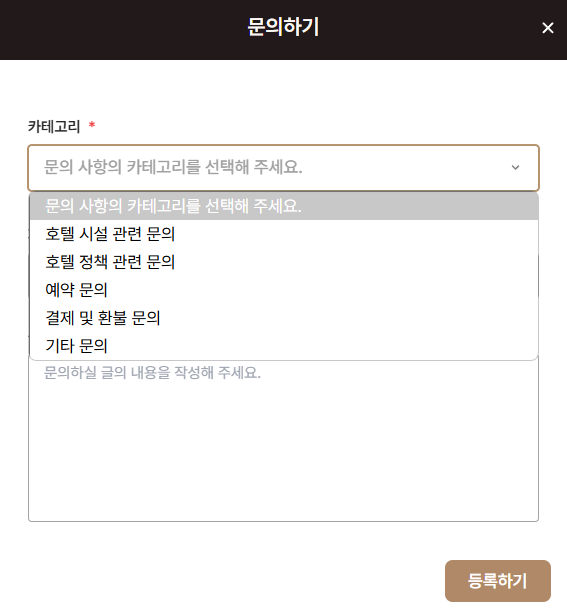 문의하기
카테고리 *
문의 사항의 카테고리를 선택해 주세요.
문의 사항의 카테고리를 선택해 주세요.
호텔 시설 관련 문의
호텔 정책 관련 문의
예약 문의
결제 및 환불 문의
기타 문의
문의하실 글의 내용을 작성해 주세요.
등록하기